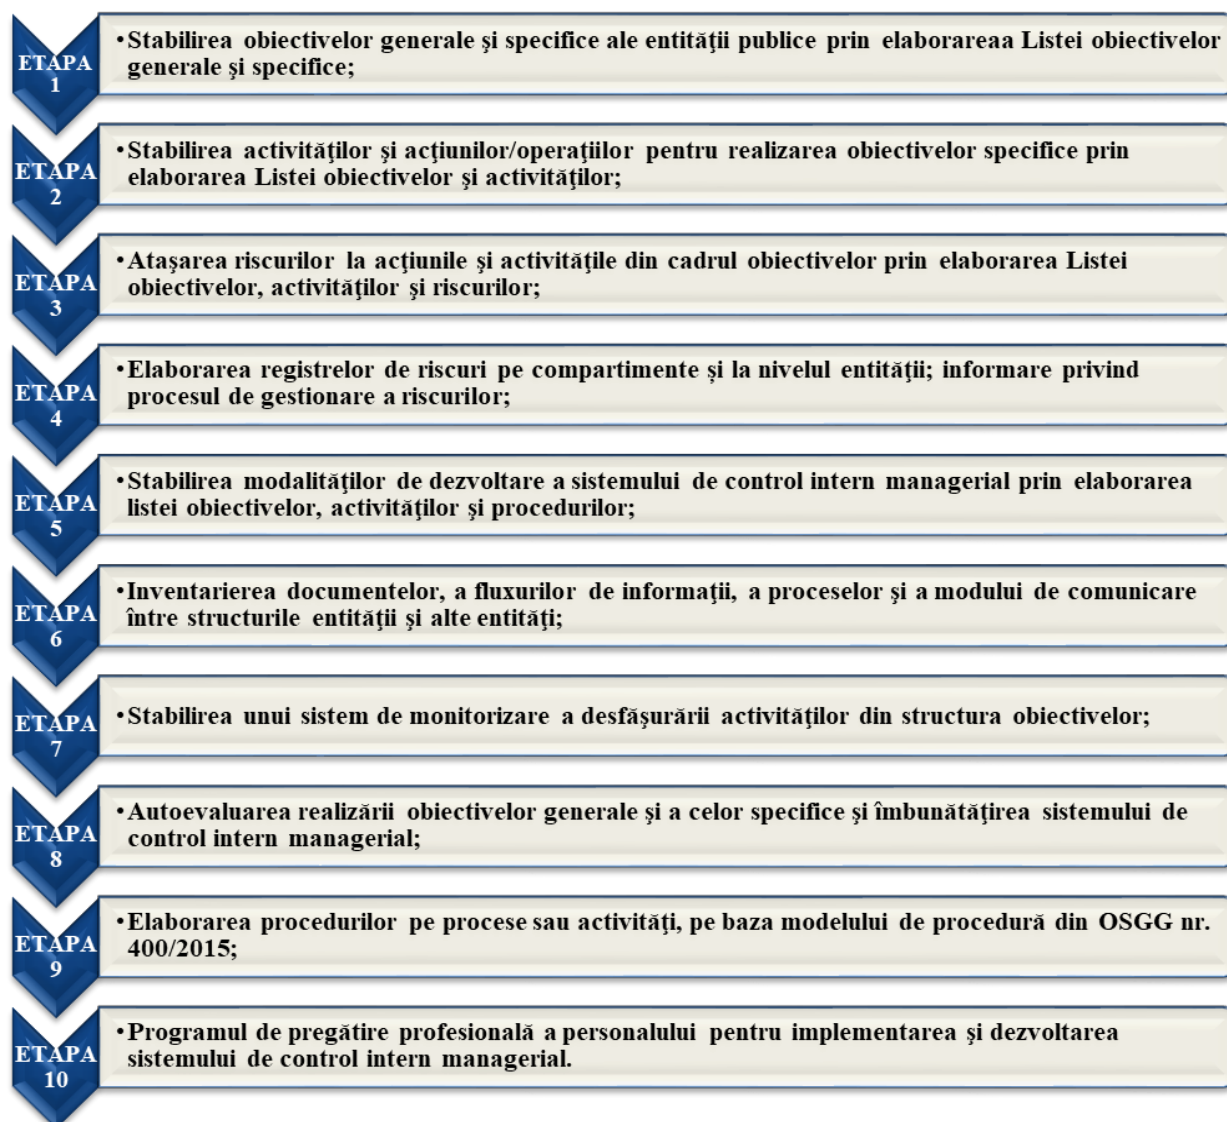 ETAPA
1
•Stabilirea obiectivelor generale şi specifice ale entităţii publice prin elaborareaa Listei obiectivelor
generale şi specifice;
ETAPA
2
•Stabilirea activităţilor şi acţiunilor/operaţiilor pentru realizarea obiectivelor specifice prin
elaborarea Listei obiectivelor şi activităţilor;
ETAPA
3
•Ataşarea riscurilor la acţiunile şi activităţile din cadrul obiectivelor prin elaborarea Listei
obiectivelor, activităţilor şi riscurilor;
ETAPA
4
•Elaborarea registrelor de riscuri pe compartimente și la nivelul entităţii; informare privind
procesul de gestionare a riscurilor;
ETAPA
5
•Stabilirea modalităţilor de dezvoltare a sistemului de control intern managerial prin elaborarea
listei obiectivelor, activităţilor şi procedurilor;
ETAPA
6
•Inventarierea documentelor, a fluxurilor de informaţii, a proceselor şi a modului de comunicare
între structurile entităţii şi alte entităţi;
ETAPA
7
•Stabilirea unui sistem de monitorizare a desfăşurării activităţilor din structura obiectivelor;
ETAPA
8
•Autoevaluarea realizării obiectivelor generale şi a celor specifice şi îmbunătăţirea sistemului de
control intern managerial;
ETAPA
9
•Elaborarea procedurilor pe procese sau activităţi, pe baza modelului de procedură din OSGG nr.
400/2015;
ETAPA
10
•Programul de pregătire profesională a personalului pentru implementarea şi dezvoltarea
sistemului de control intern managerial.